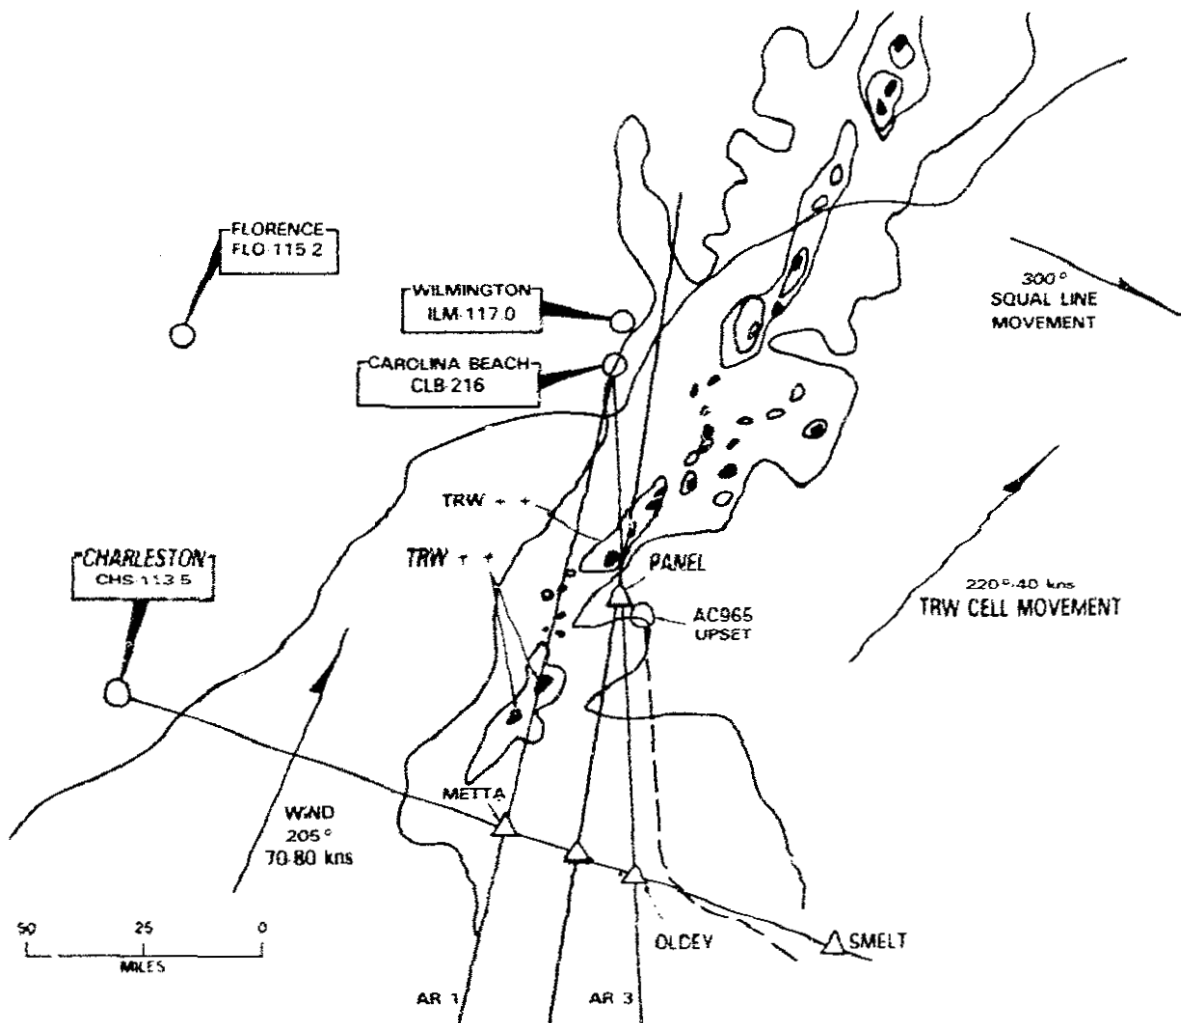 FLORENCE
FLO 115 2
WILMINGTON
ILM-117.0
CAROLINA BEACH
CLB 216
300°
SQUAL LINE
MOVEMENT
TRW + +
TRW + +
CHARLESTON
CHS-113.5
PANEL
AC965
UPSET
220°-40 kns
TRW CELL MOVEMENT
METTA
WIND
205°
70-80 kns
50 25 0
MILES
OLDEY
SMELT
AR 1
AR 3